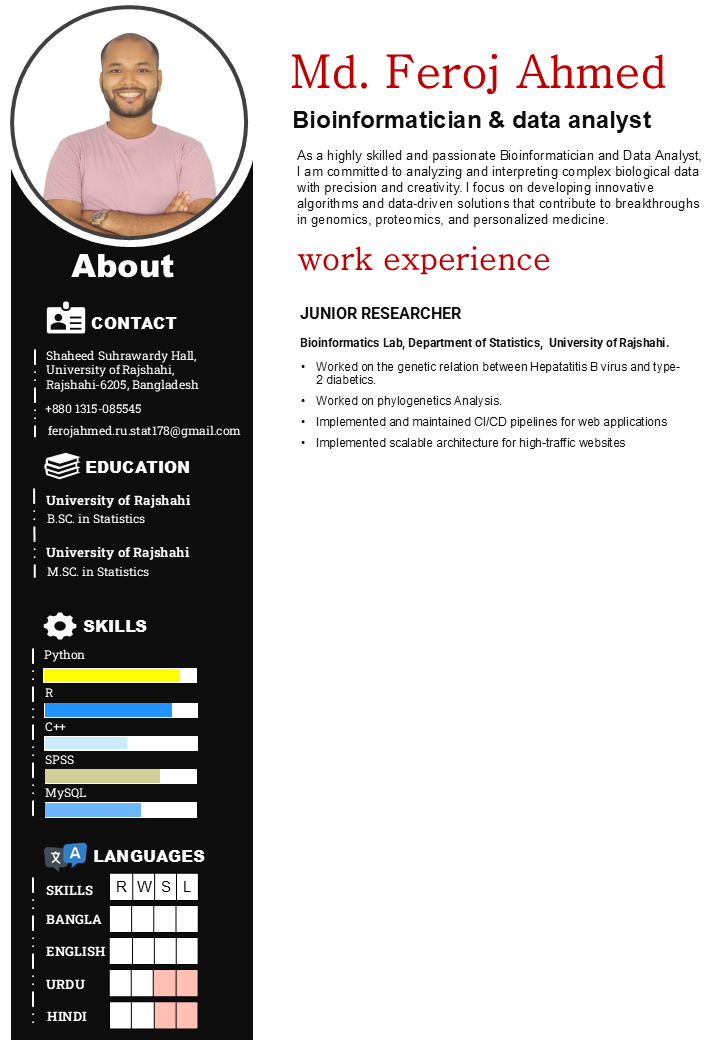 Md. Feroj Ahmed
Bioinformatician & data analyst
As a highly skilled and passionate Bioinformatician and Data Analyst,
I am committed to analyzing and interpreting complex biological data
with precision and creativity. I focus on developing innovative
algorithms and data-driven solutions that contribute to breakthroughs
in genomics, proteomics, and personalized medicine.
work experience
JUNIOR RESEARCHER
Bioinformatics Lab, Department of Statistics, University of Rajshahi.
• Worked on the genetic relation between Hepatatitis B virus and type-
2 diabetics.
• Worked on phylogenetics Analysis.
• Implemented and maintained CI/CD pipelines for web applications
• Implemented scalable architecture for high-traffic websites
About
CONTACT
Shaheed Suhrawardy Hall,
University of Rajshahi,
Rajshahi-6205, Bangladesh
+880 1315-085545
ferojahmed.ru.stat178@gmail.com
EDUCATION
University of Rajshahi
B.SC. in Statistics
University of Rajshahi
M.SC. in Statistics
SKILLS
Python
R
C++
SPSS
MySQL
文 A LANGUAGES
SKILLS R W S L
BANGLA
ENGLISH
URDU
HINDI